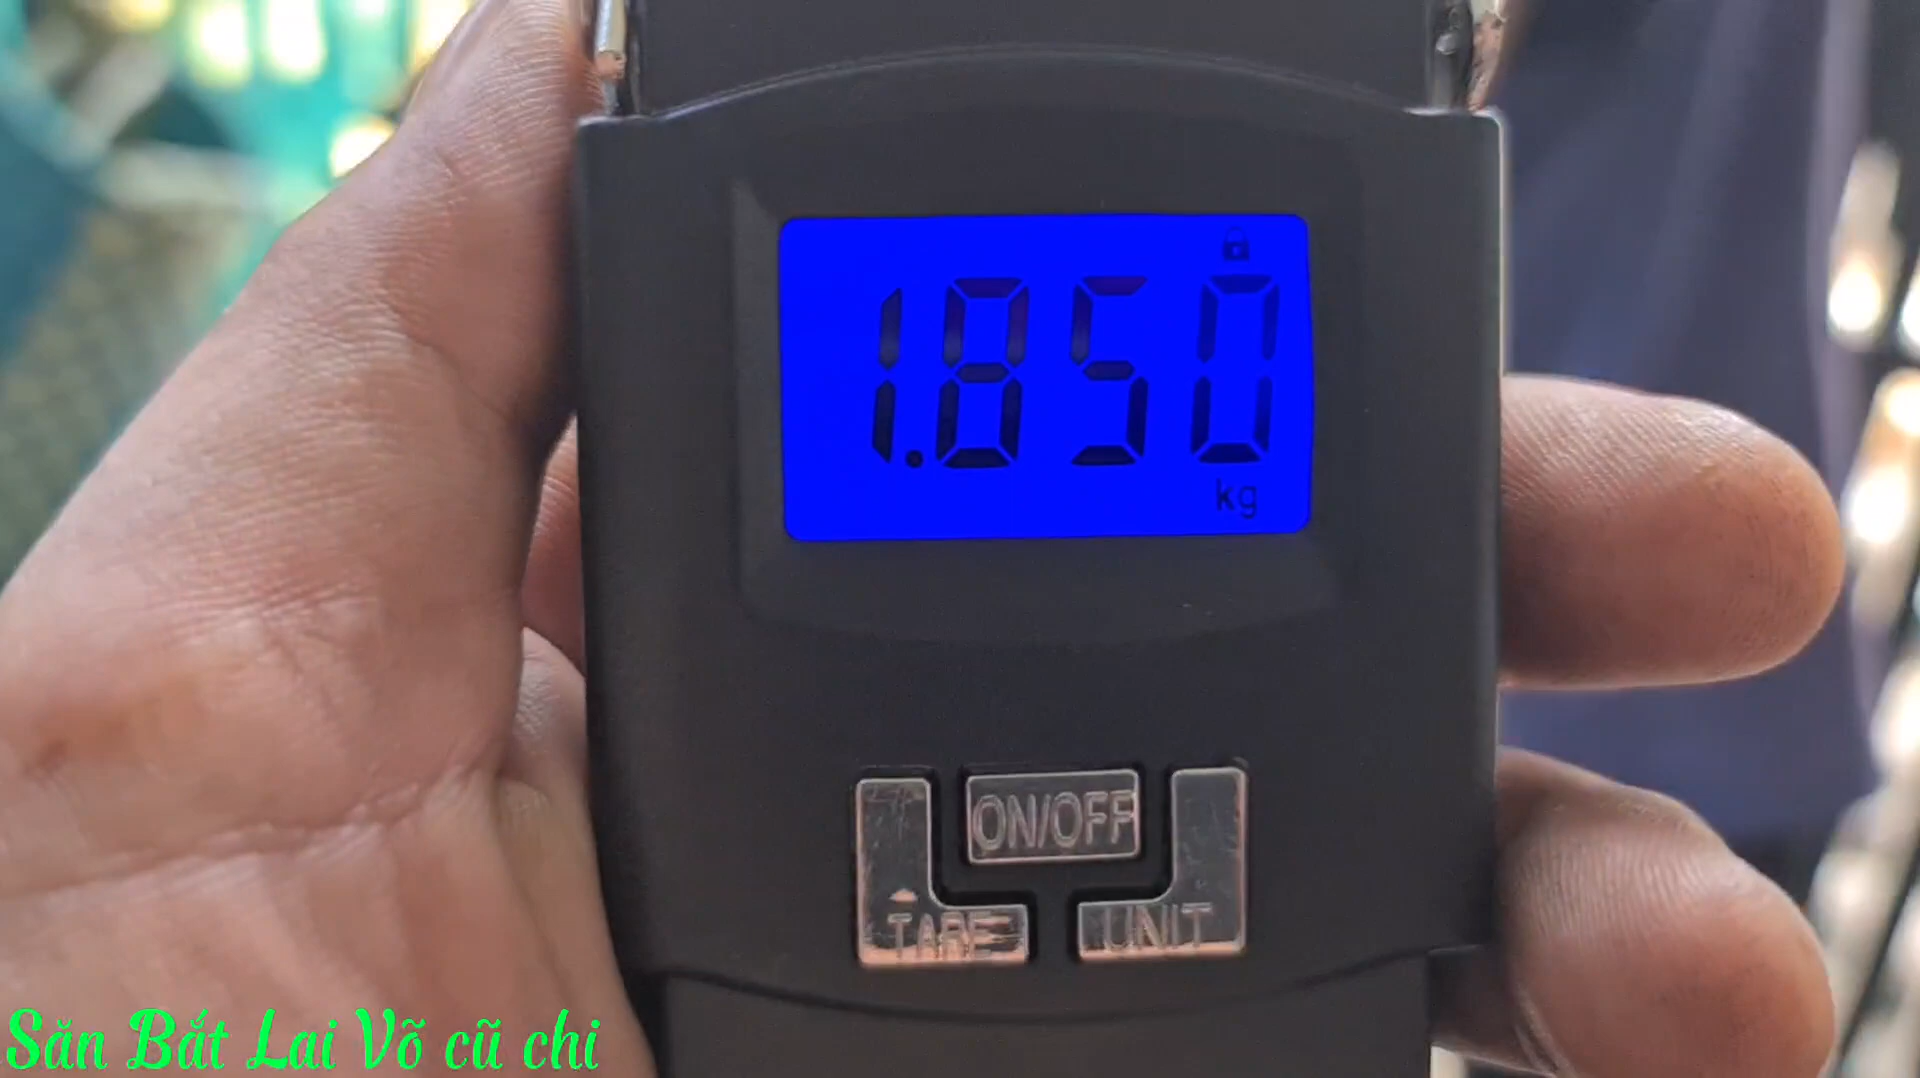 1.850
kg
ON/OFF
TARE
UNIT
Săn Bắt Lai Võ cũ chi